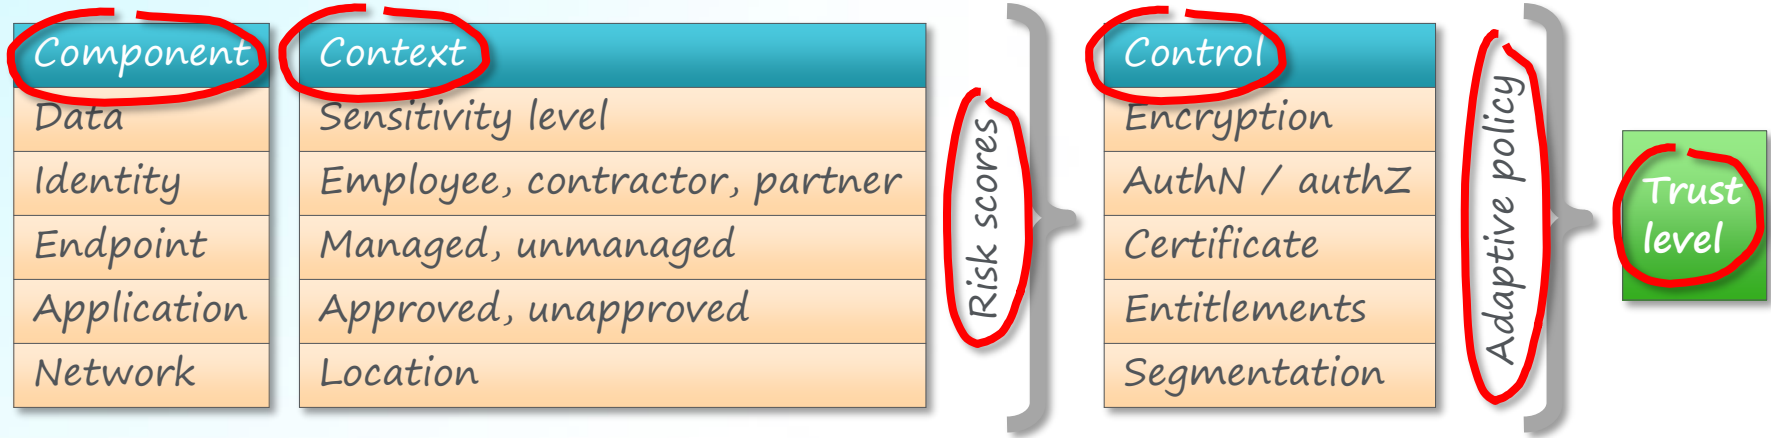 Component
Data
Identity
Endpoint
Application
Network
Context
Sensitivity level
Employee, contractor, partner
Managed, unmanaged
Approved, unapproved
Location
Risk scores
Control
Encryption
AuthN / authZ
Certificate
Entitlements
Segmentation
Adaptive policy
Trust
level